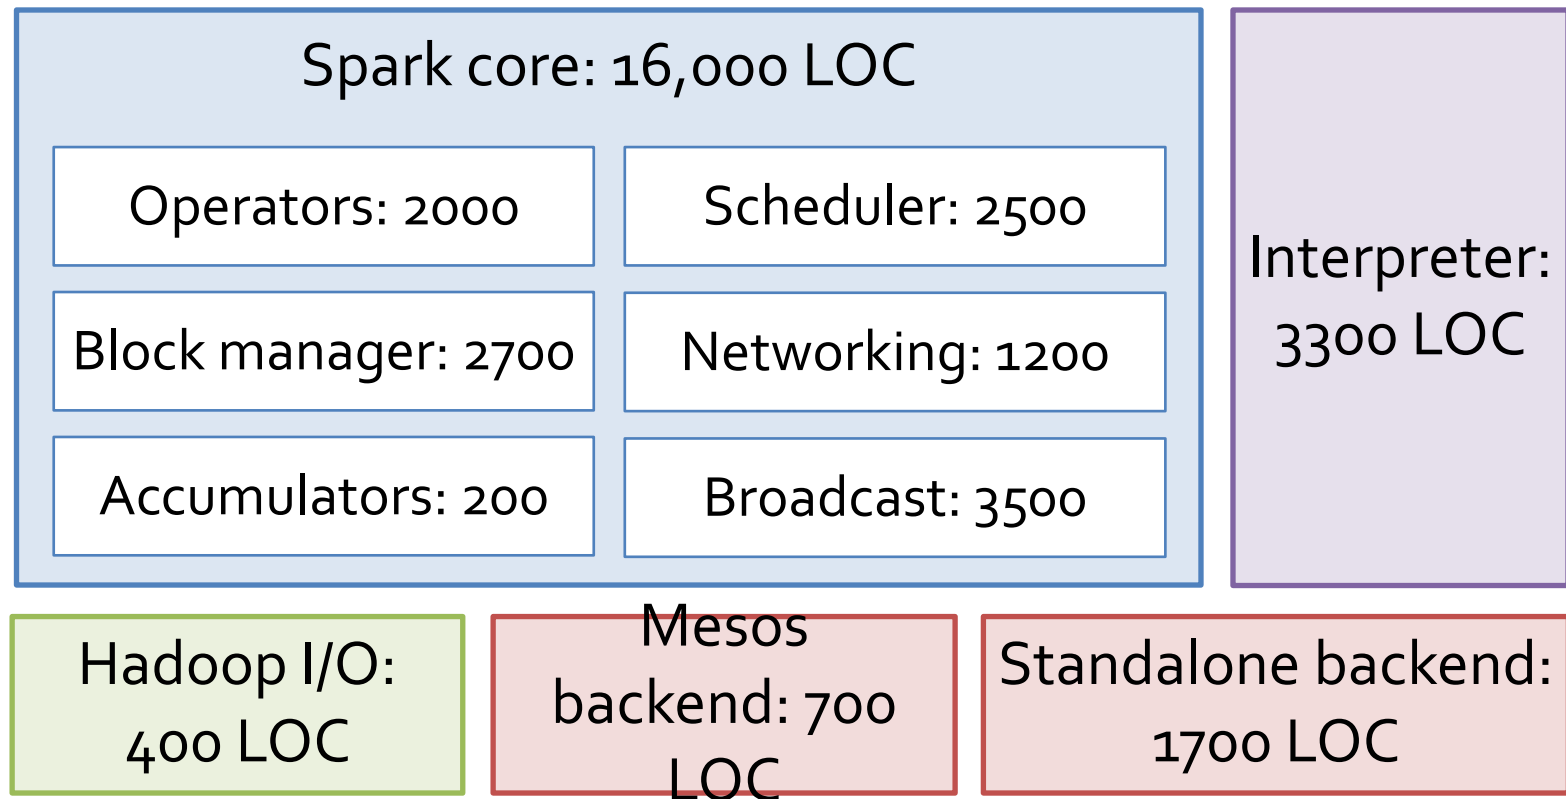 Spark core: 16,000 LOC
Operators: 2000
Scheduler: 2500
Block manager: 2700
Networking: 1200
Accumulators: 200
Broadcast: 3500
Interpreter:
3300 LOC
Hadoop I/O:
400 LOC
Mesos
backend: 700
LOC
Standalone backend:
1700 LOC